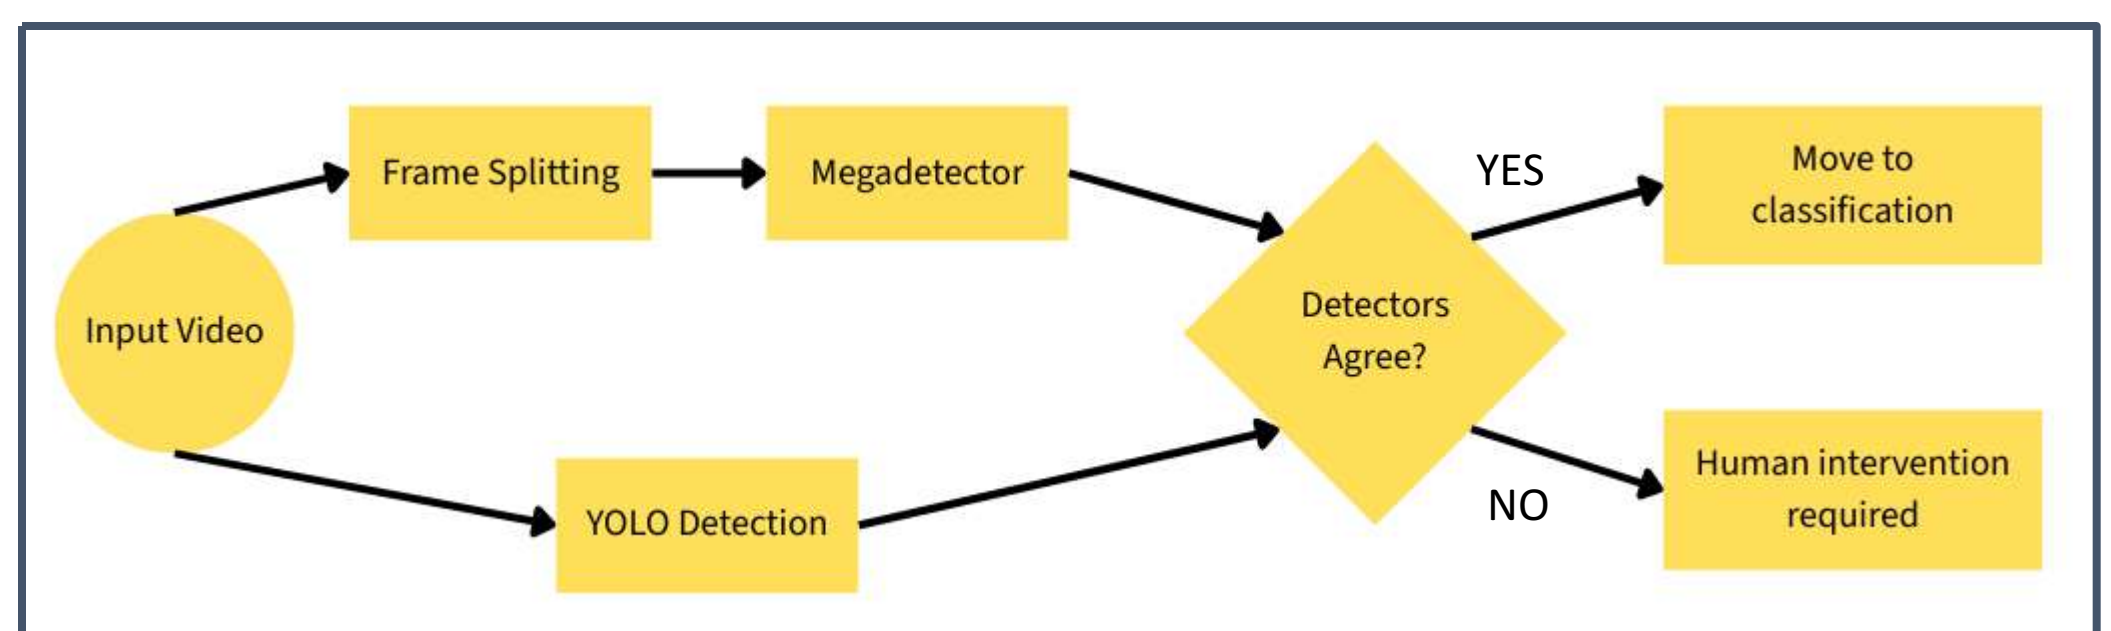 Frame Splitting
Megadetector
YES
Move to
classification
Input Video
Detectors
Agree?
YOLO Detection
NO
Human intervention
required